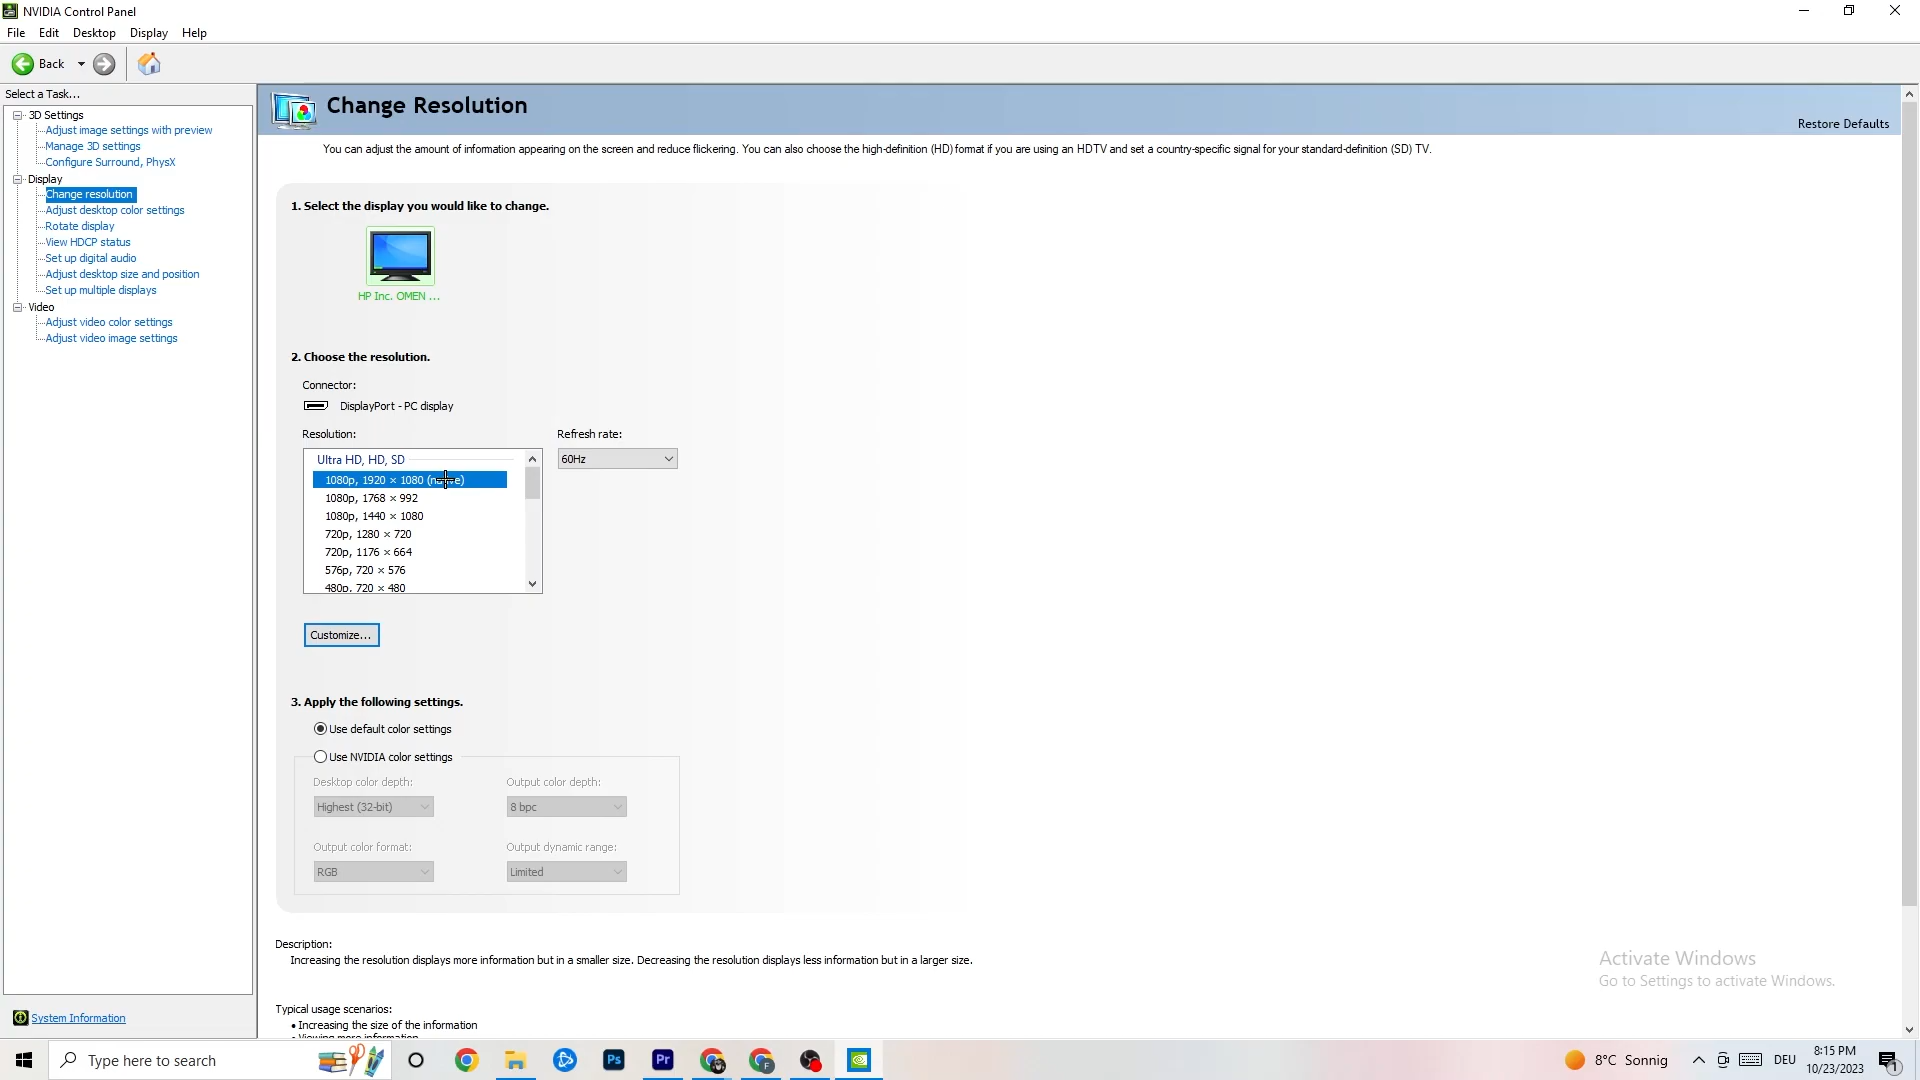 NVIDIA Control Panel
File Edit Desktop Display Help
Back
Select a Task...
3D Settings
Adjust image settings with preview
Manage 3D settings
Configure Surround, PhysX
Display
Change resolution
Adjust desktop color settings
Rotate display
View HDCP status
Set up digital audio
Adjust desktop size and position
Set up multiple displays
Video
Adjust video color settings
Adjust video image settings
System Information
Change Resolution
Restore Defaults
You can adjust the amount of information appearing on the screen and reduce flickering. You can also choose the high-definition (HD) format if you are using an HDTV and set a country-specific signal for your standard-definition (SD) TV.
1. Select the display you would like to change.
HP Inc. OMEN ...
2. Choose the resolution.
Connector:
DisplayPort - PC display
Resolution:
Refresh rate:
Ultra HD, HD, SD
60Hz
1080p, 1920 × 1080 (native)
1080p, 1768 × 992
1080p, 1440 × 1080
720p, 1280 × 720
720p, 1176 × 664
576p, 720 × 576
480p, 720 × 480
Customize...
3. Apply the following settings.
Use default color settings
Use NVIDIA color settings
Desktop color depth:
Output color depth:
Highest (32-bit)
8 bpc
Output color format:
Output dynamic range:
RGB
Limited
Description:
Increasing the resolution displays more information but in a smaller size. Decreasing the resolution displays less information but in a larger size.
Typical usage scenarios:
• Increasing the size of the information
• Viewing more information
Activate Windows
Go to Settings to activate Windows.
Type here to search
Ps
Pr
F
8°C Sonnig
DEU
8:15 PM
10/23/2023
1